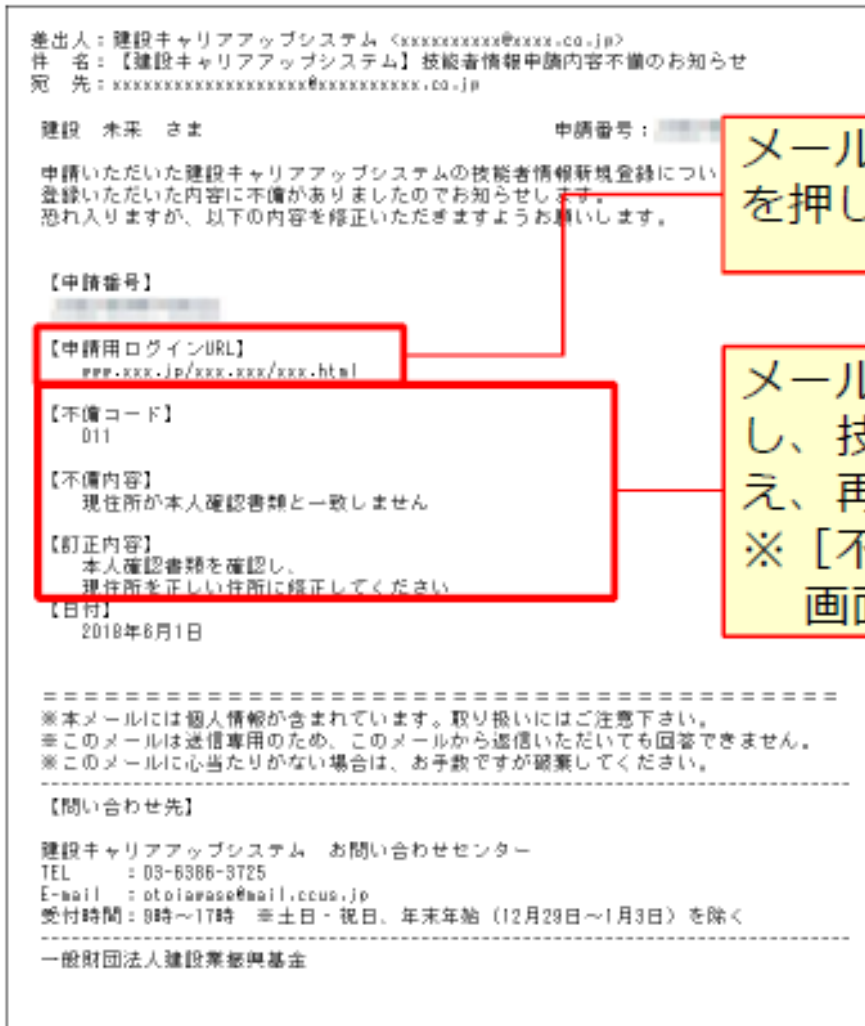 差出人：建設キャリアアップシステム <xxxxxxxxxx@xxxx.co.jp>
件　名：【建設キャリアアップシステム】技能者情報申請内容不備のお知らせ
宛　先：xxxxxxxxxxxxxxxxxxx@xxxxxxxxxx.co.jp
建設　未来　さま　申請番号：
申請いただいた建設キャリアアップシステムの技能者情報新規登録につい
登録いただいた内容に不備がありましたのでお知らせします。
恐れ入りますが、以下の内容を修正いただきますようお願いします。
【申請番号】
【申請用ログインURL】
www.xxx.jp/xxx.xxx/xxx.html
【不備コード】
011
【不備内容】
現住所が本人確認書類と一致しません
【訂正内容】
本人確認書類を確認し、
現住所を正しい住所に修正してください
【日付】
2018年6月1日
メール
を押し
メール
し、技
え、再
※［不
画面
＝＝＝＝＝＝＝＝＝＝＝＝＝＝＝＝＝＝＝＝＝＝＝＝＝＝＝＝＝＝＝＝＝＝＝＝＝＝＝
※本メールには個人情報が含まれています。取り扱いにはご注意下さい。
※このメールは送信専用のため、このメールから返信いただいても回答できません。
※このメールに心当たりがない場合は、お手数ですが破棄してください。
【問い合わせ先】
建設キャリアアップシステム　お問い合わせセンター
TEL　：03-6386-3725
E-mail　：otoiawase@mail.ccus.jp
受付時間：9時～17時　※土日・祝日、年末年始（12月29日～1月3日）を除く
一般財団法人建設業振興基金